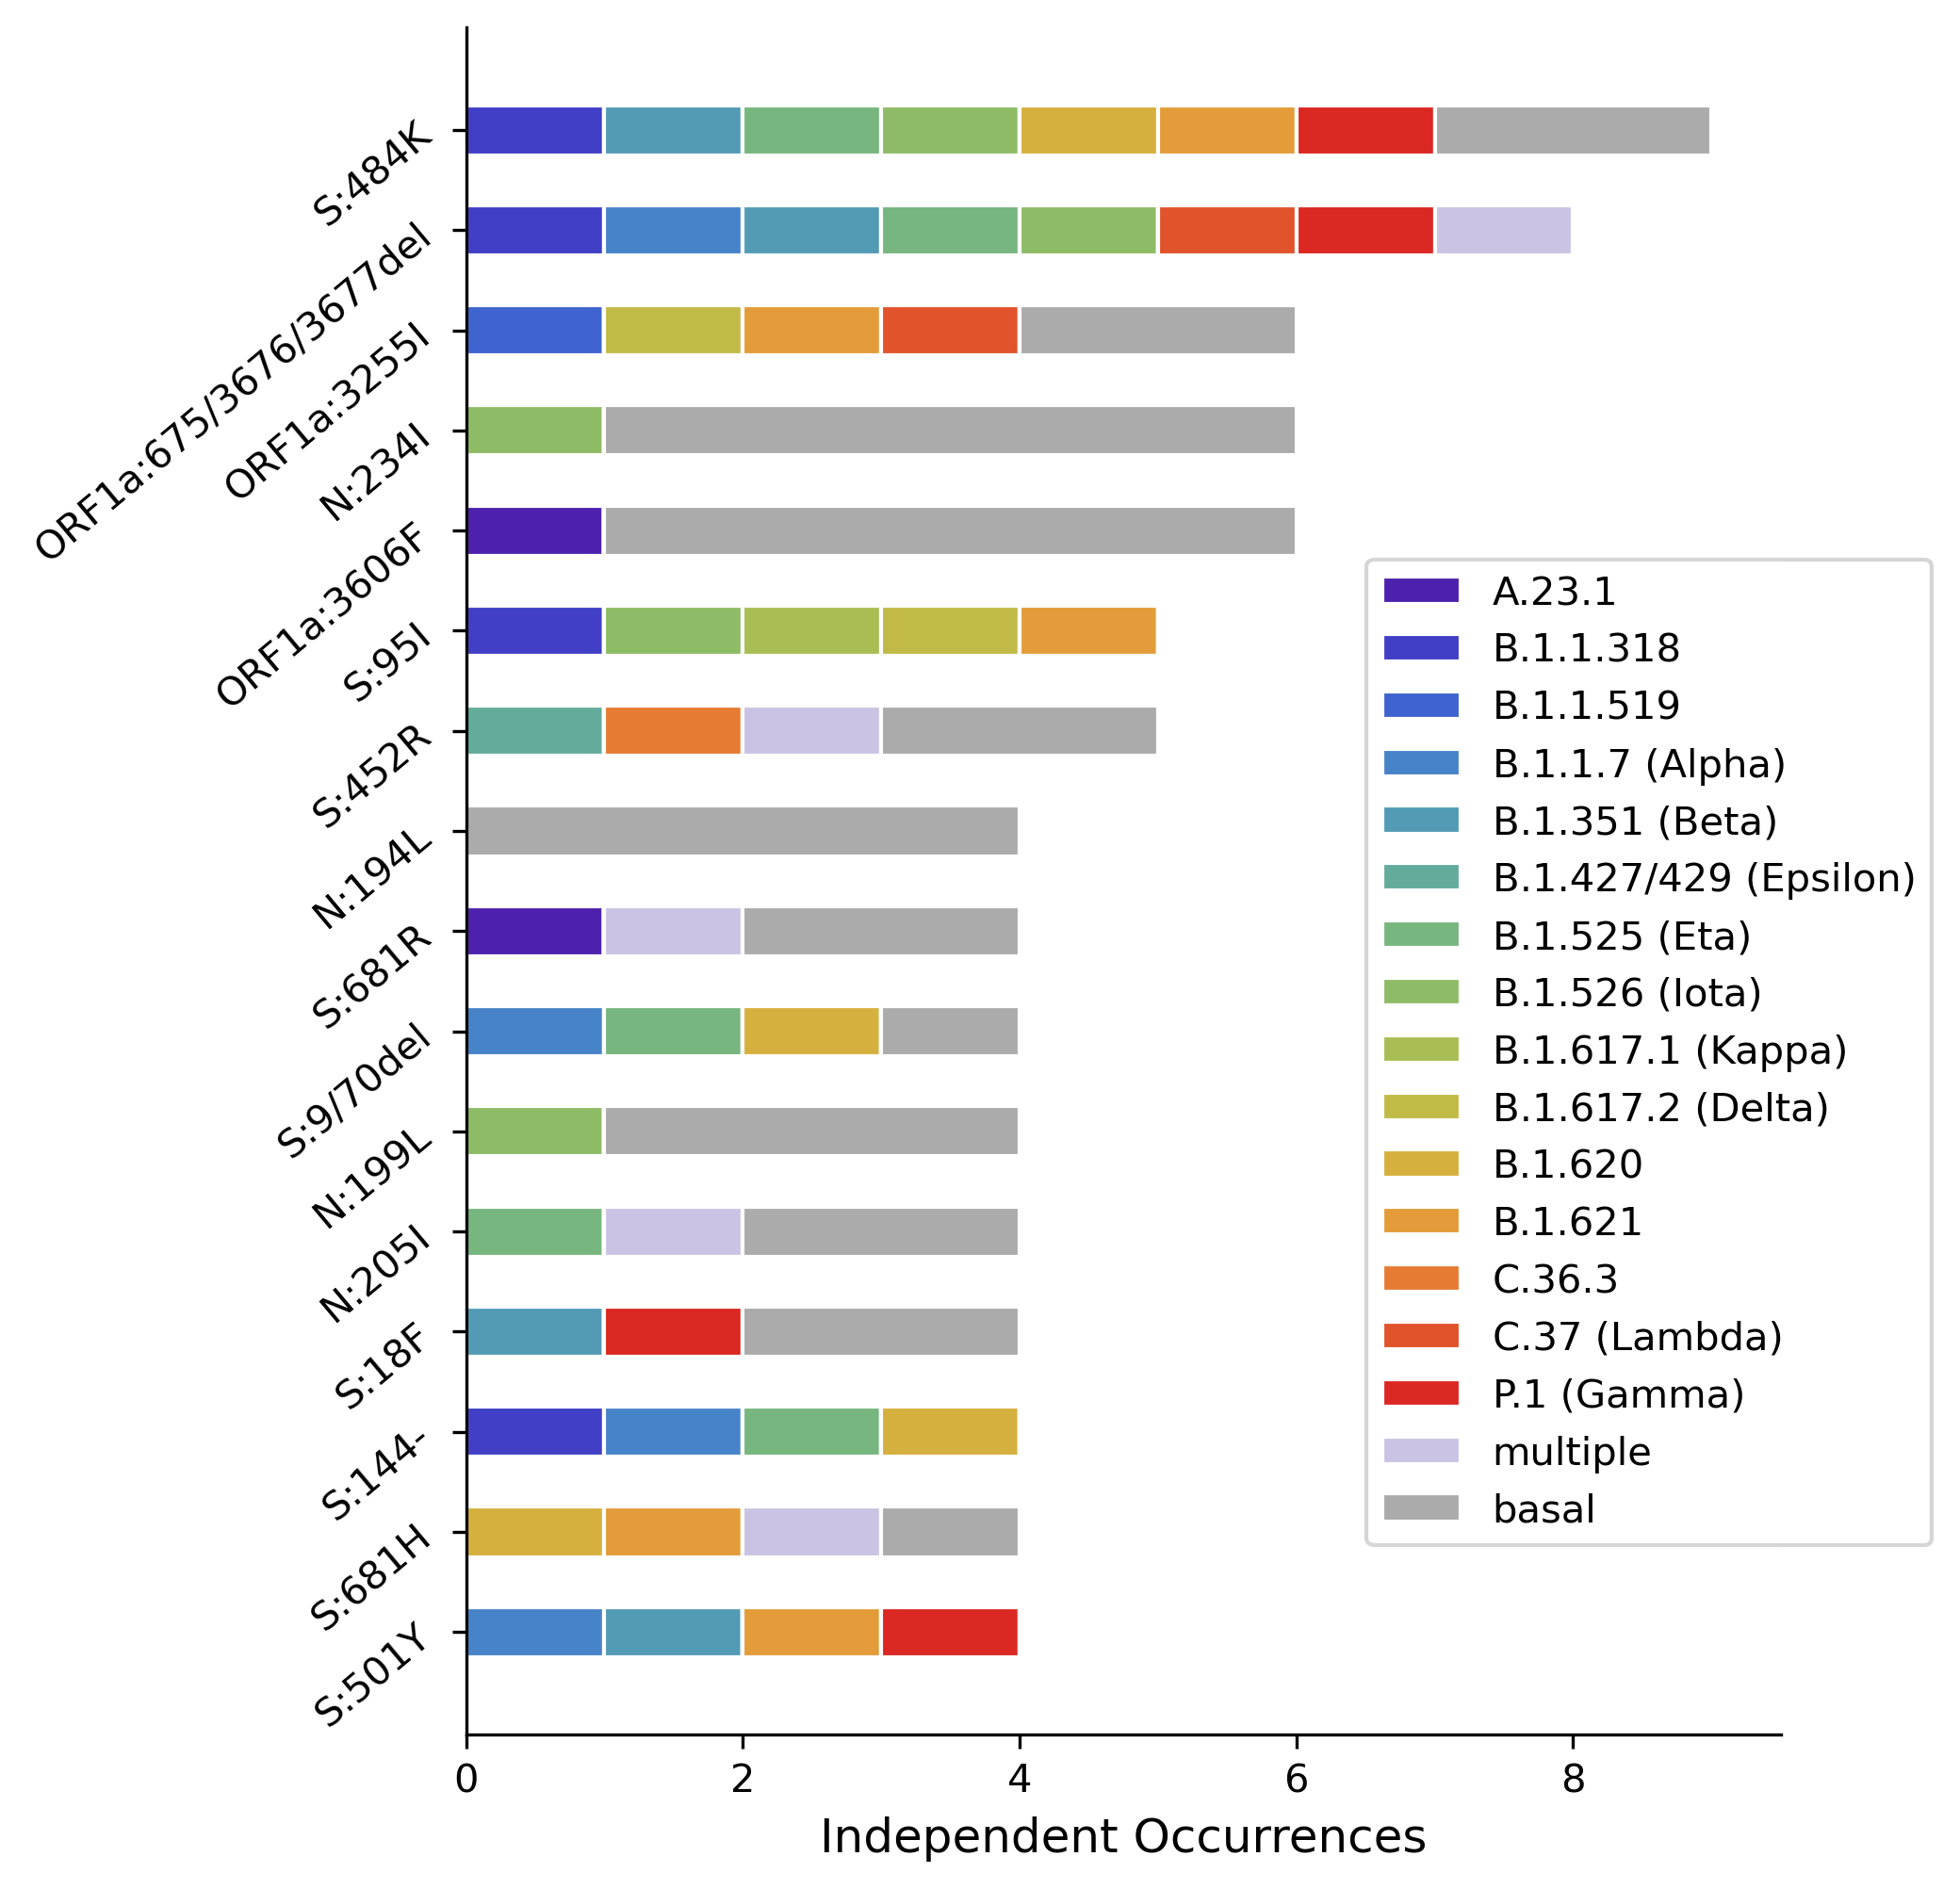 S:484K
ORF1a:675/3676/3677del
ORF1a:3255I
N:234I
ORF1a:3606F
S:95I
S:452R
N:194L
S:681R
S:9/70del
N:199L
N:205I
S:18F
S:144-
S:681H
S:501Y
A.23.1
B.1.1.318
B.1.1.519
B.1.1.7 (Alpha)
B.1.351 (Beta)
B.1.427/429 (Epsilon)
B.1.525 (Eta)
B.1.526 (Iota)
B.1.617.1 (Kappa)
B.1.617.2 (Delta)
B.1.620
B.1.621
C.36.3
C.37 (Lambda)
P.1 (Gamma)
multiple
basal
0 2 4 6 8
Independent Occurrences